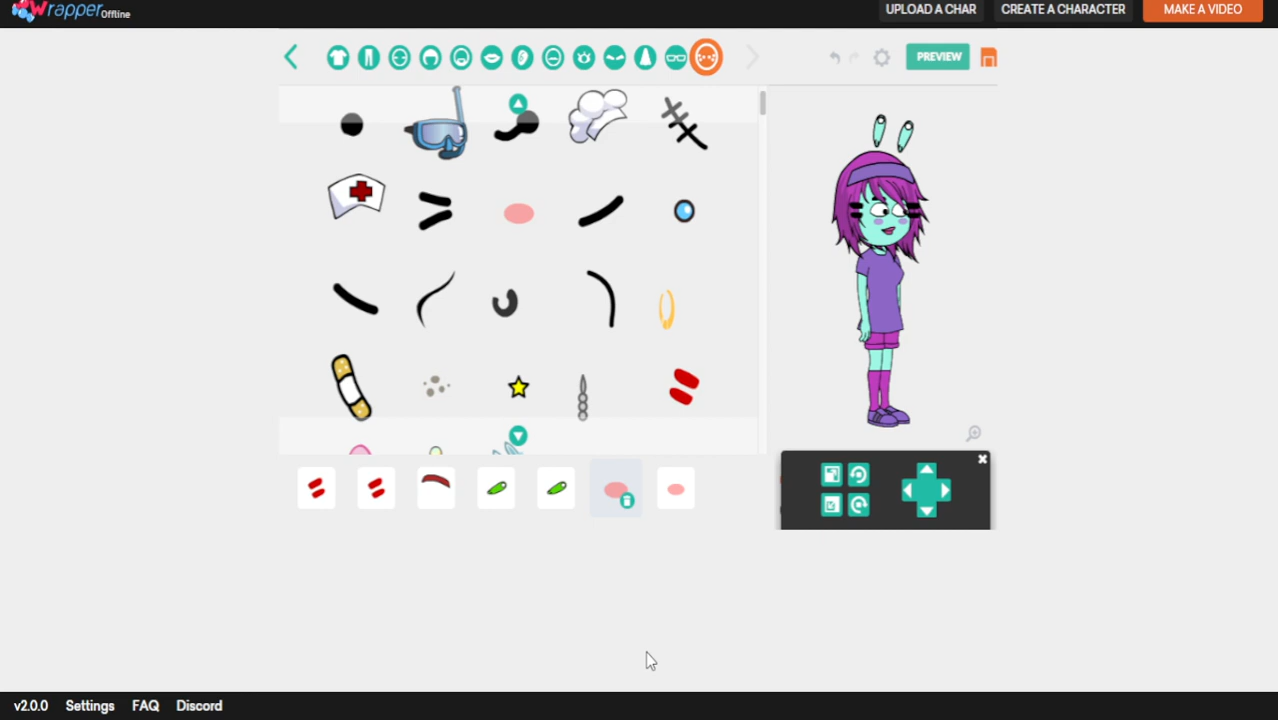 Wrapper Offline
UPLOAD A CHAR
CREATE A CHARACTER
MAKE A VIDEO
PREVIEW
v2.0.0
Settings
FAQ
Discord